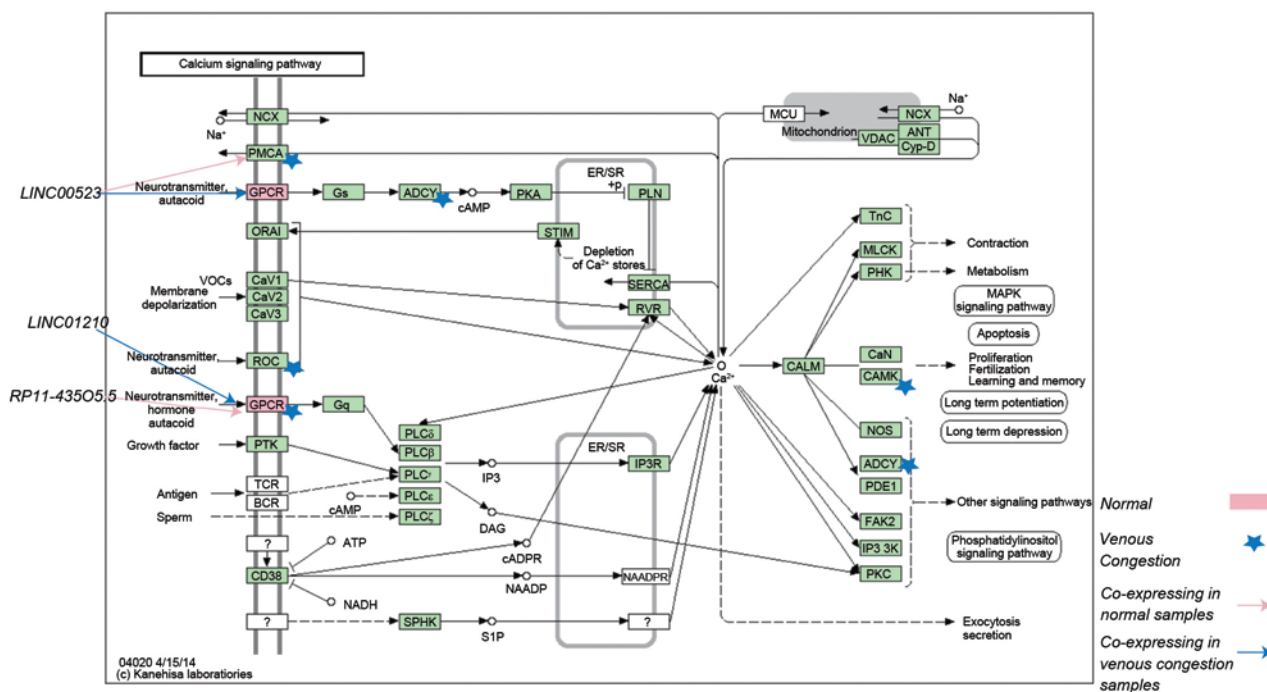 Calcium signaling pathway
NCX
Na⁺
PMCA
LINC00523
Neurotransmitter,
autacoid
GPCR
Gs
ADCY
cAMP
PKA
ER/SR
+p
PLN
ORAI
STIM
Depletion
of Ca²⁺ stores
VOCs
Membrane
depolarization
CaV1
CaV2
CaV3
SERCA
RVR
LINC01210
Neurotransmitter,
autacoid
ROC
RP11-435O5.5
Neurotransmitter,
hormone
autacoid
GPCR
Gq
Growth factor
PTK
PLCδ
PLCβ
PLCγ
PLCε
PLCζ
cAMP
IP3
DAG
ER/SR
IP3R
Antigen
TCR
BCR
Sperm
?
ATP
cADPR
CD38
NAADP
NAADPR
NADH
?
SPHK
S1P
?
MCU
Mitochondrion
NCX
Na⁺
VDAC
ANT
Cyp-D
Ca²⁺
CALM
TnC
MLCK
PHK
Contraction
Metabolism
MAPK
signaling pathway
Apoptosis
CaN
CAMK
Proliferation
Fertilization
Learning and memory
Long term potentiation
Long term depression
NOS
ADCY
PDE1
FAK2
IP3 3K
PKC
Other signaling pathways
Phosphatidylinositol
signaling pathway
Exocytosis
secretion
04020 4/15/14
(c) Kanehisa laboratiories
Normal
Venous
Congestion
Co-expressing in
normal samples
Co-expressing in
venous congestion
samples